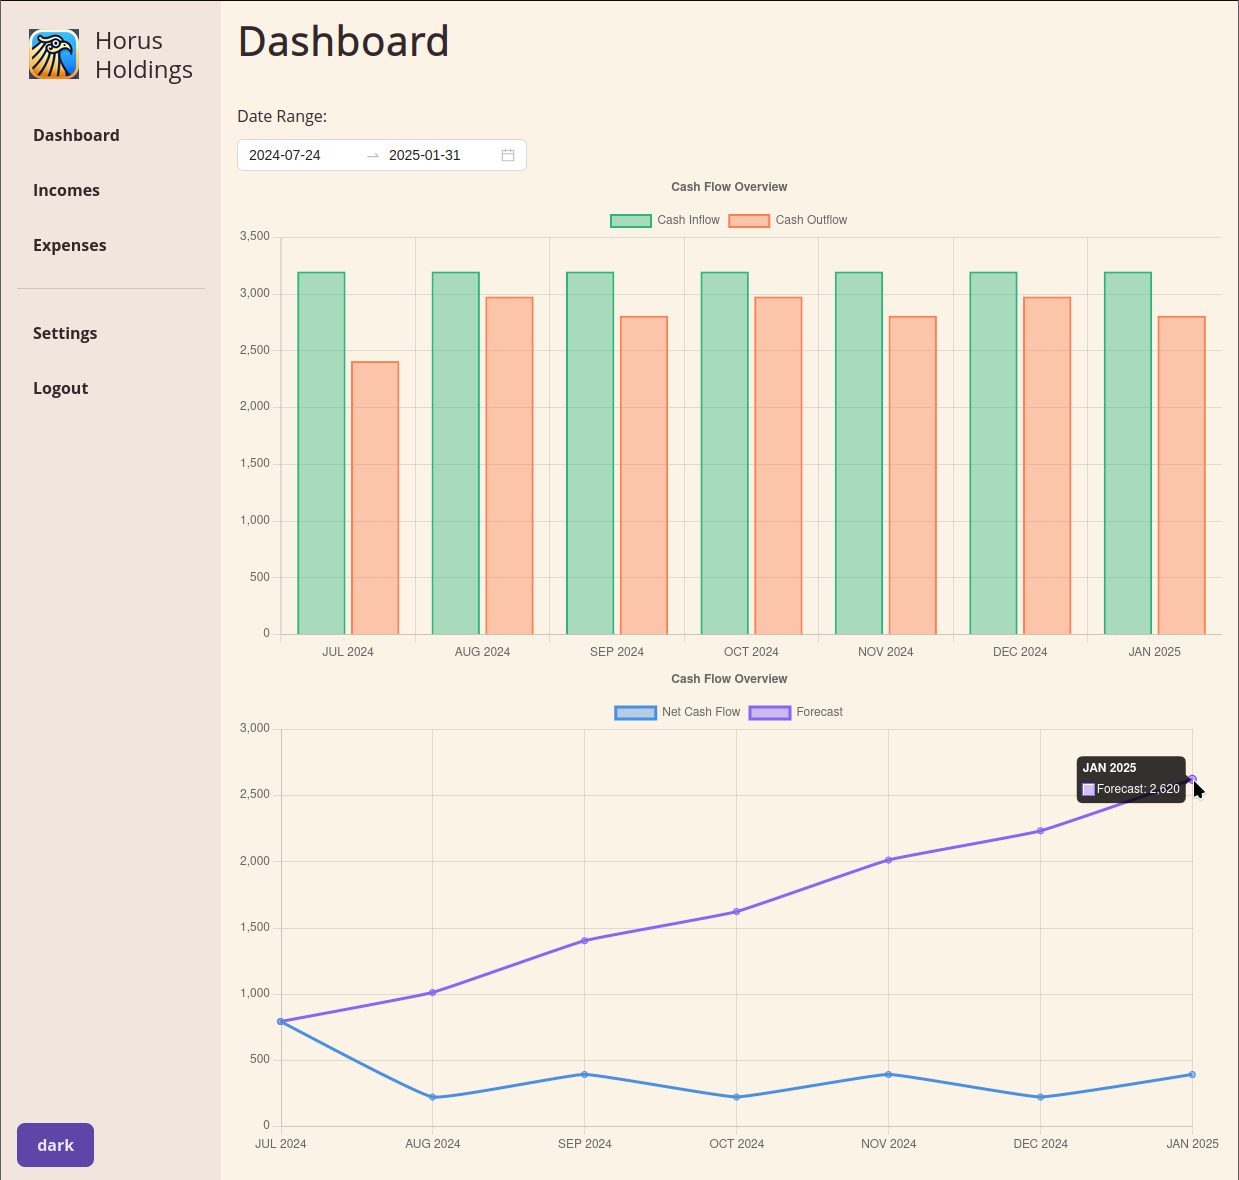 Horus
Holdings
Dashboard
Incomes
Expenses
Settings
Logout
dark
Dashboard
Date Range:
2024-07-24 2025-01-31
Cash Flow Overview
Cash Inflow Cash Outflow
3,500
3,000
2,500
2,000
1,500
1,000
500
0
JUL 2024 AUG 2024 SEP 2024 OCT 2024 NOV 2024 DEC 2024 JAN 2025
Cash Flow Overview
Net Cash Flow Forecast
3,000
2,500
2,000
1,500
1,000
500
0
JAN 2025
Forecast: 2,620
JUL 2024 AUG 2024 SEP 2024 OCT 2024 NOV 2024 DEC 2024 JAN 2025